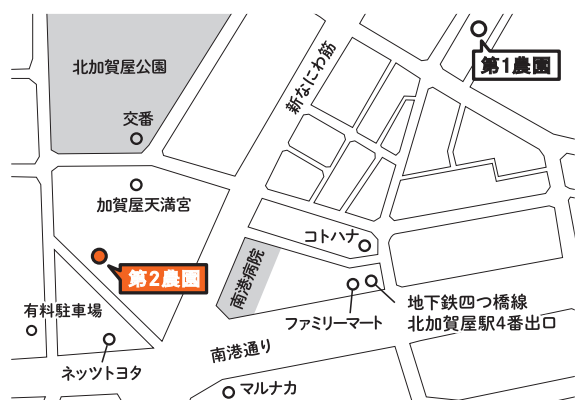 第1農園
北加賀屋公園
新なにわ筋
交番
加賀屋天満宮
コトハナ
南港病院
第2農園
有料駐車場
ファミリーマート
地下鉄四つ橋線
北加賀屋駅4番出口
ネッツトヨタ
南港通り
マルナカ